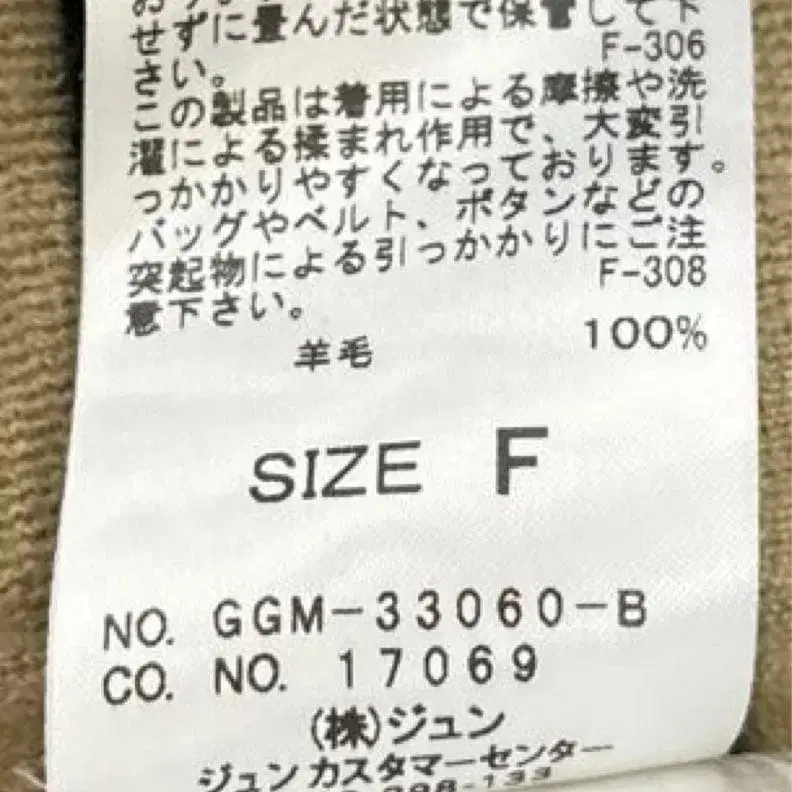 せずに畳んだ状態で保管して下
さい。 F-306
この製品は着用による摩擦や洗
濯による揉まれ作用で、大変引
っかかりやすくなっております。
バッグやベルト、ボタンなどの
突起物による引っかかりにご注
意下さい。 F-308
羊毛 100%
SIZE F
NO. GGM-33060-B
CO. NO. 17069
(株)ジュン
ジュンカスタマーセンター